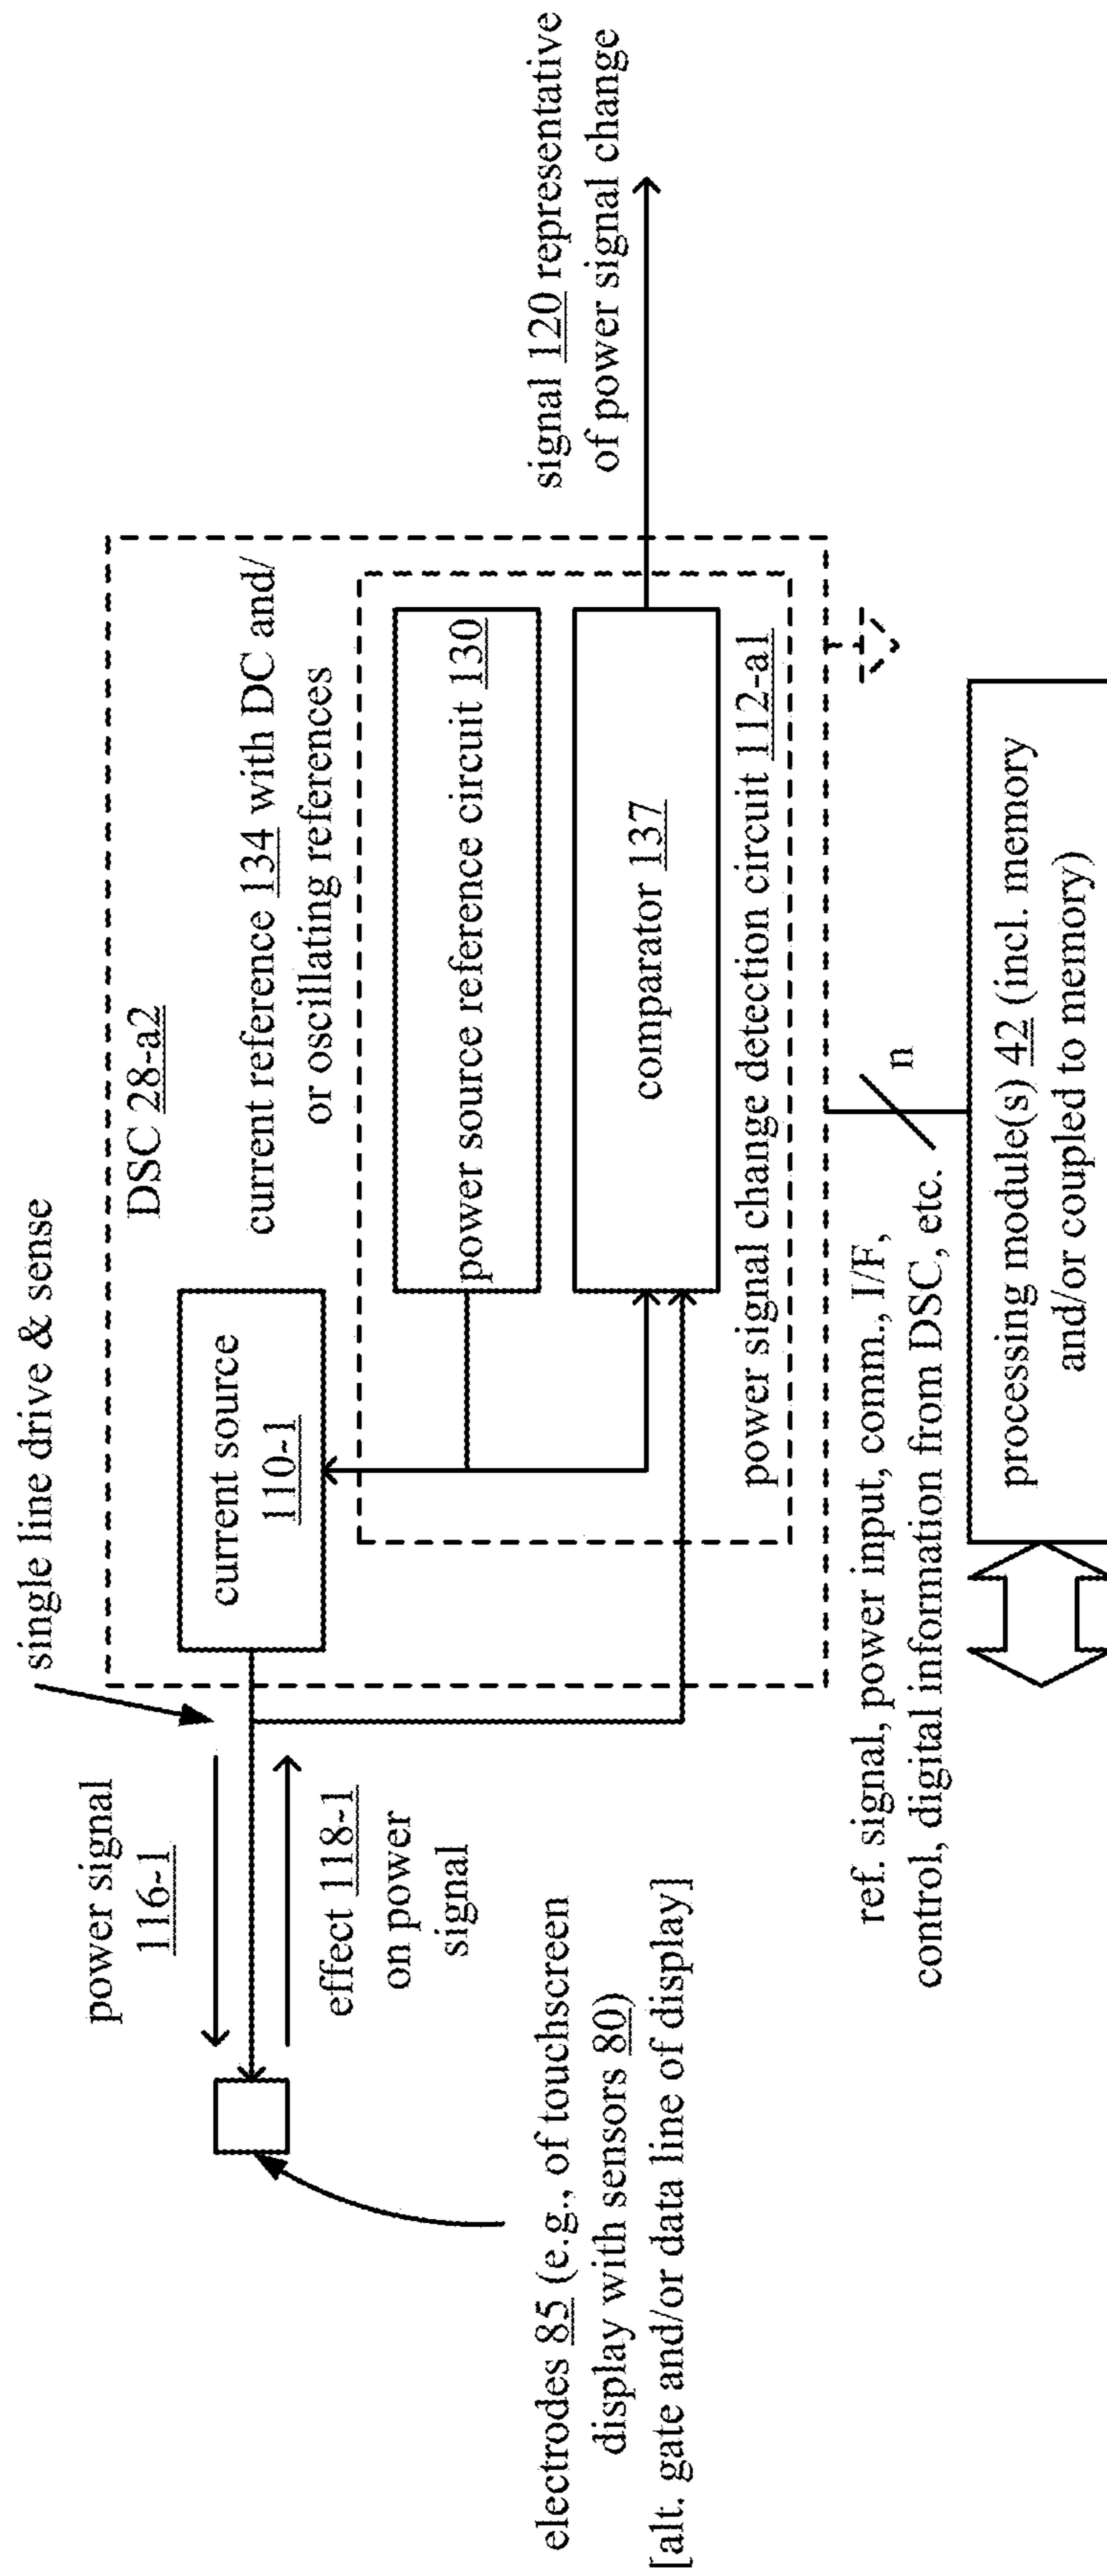 single line drive & sense
power signal
116-1
effect 118-1
on power
signal
electrodes 85 (e.g., of touchscreen
display with sensors 80)
[alt. gate and/or data line of display]
DSC 28-a2
current source
110-1
current reference 134 with DC and/
or oscillating references
power source reference circuit 130
comparator 137
power signal change detection circuit 112-a1
signal 120 representative
of power signal change
ref. signal, power input, comm., I/F,
control, digital information from DSC, etc.
n
processing module(s) 42 (incl. memory
and/or coupled to memory)